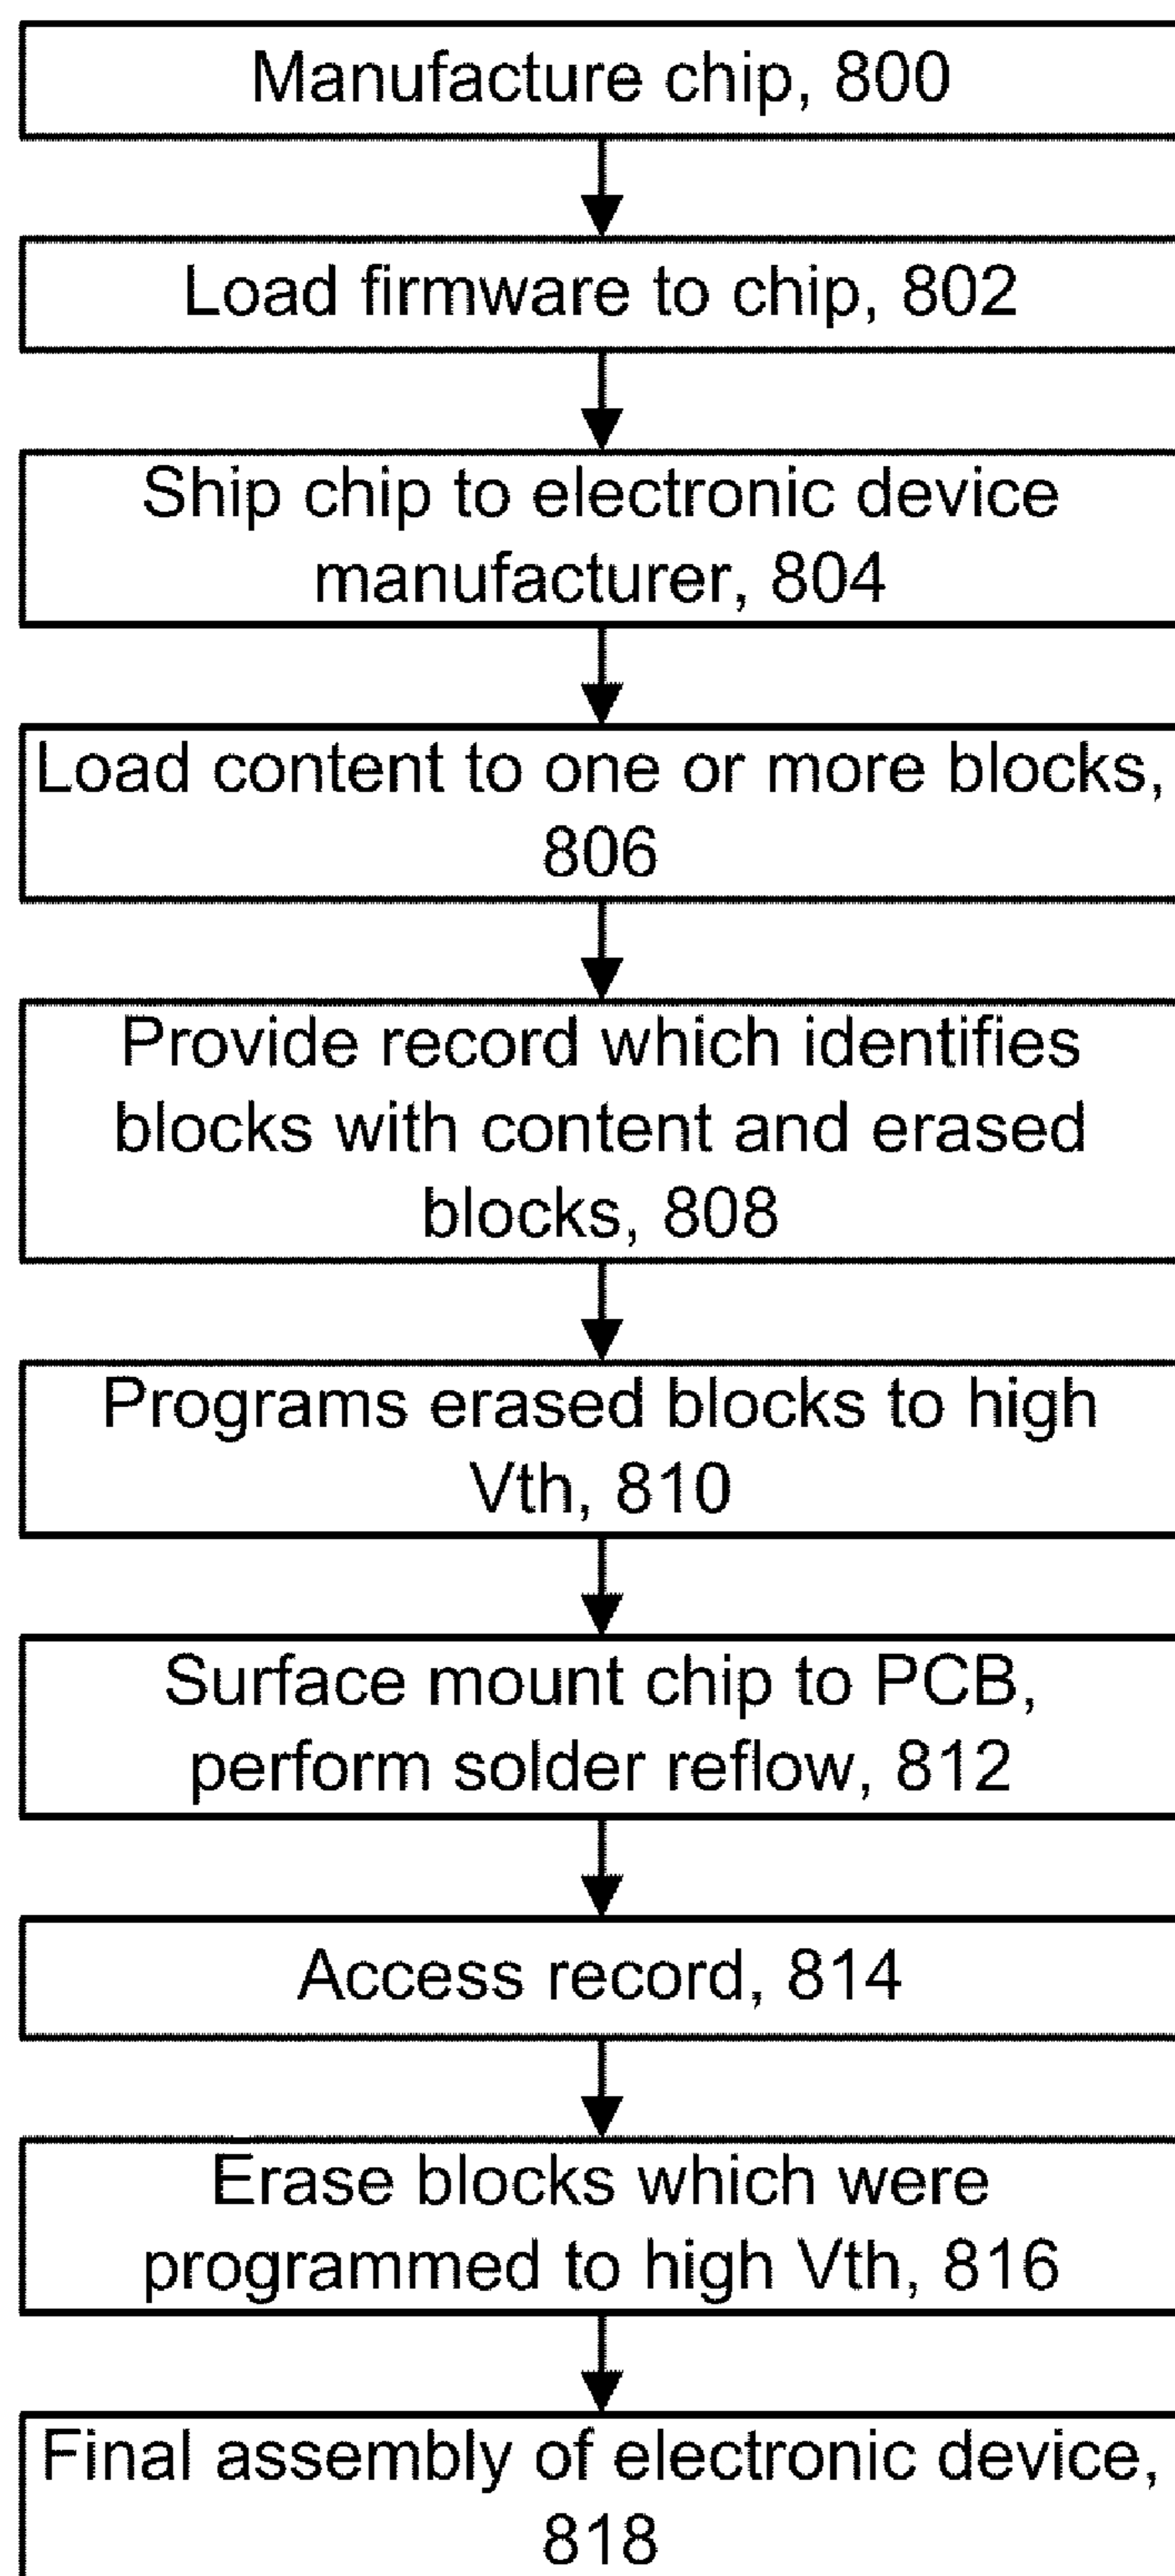 Manufacture chip, 800
Load firmware to chip, 802
Ship chip to electronic device
manufacturer, 804
Load content to one or more blocks,
806
Provide record which identifies
blocks with content and erased
blocks, 808
Programs erased blocks to high
Vth, 810
Surface mount chip to PCB,
perform solder reflow, 812
Access record, 814
Erase blocks which were
programmed to high Vth, 816
Final assembly of electronic device,
818